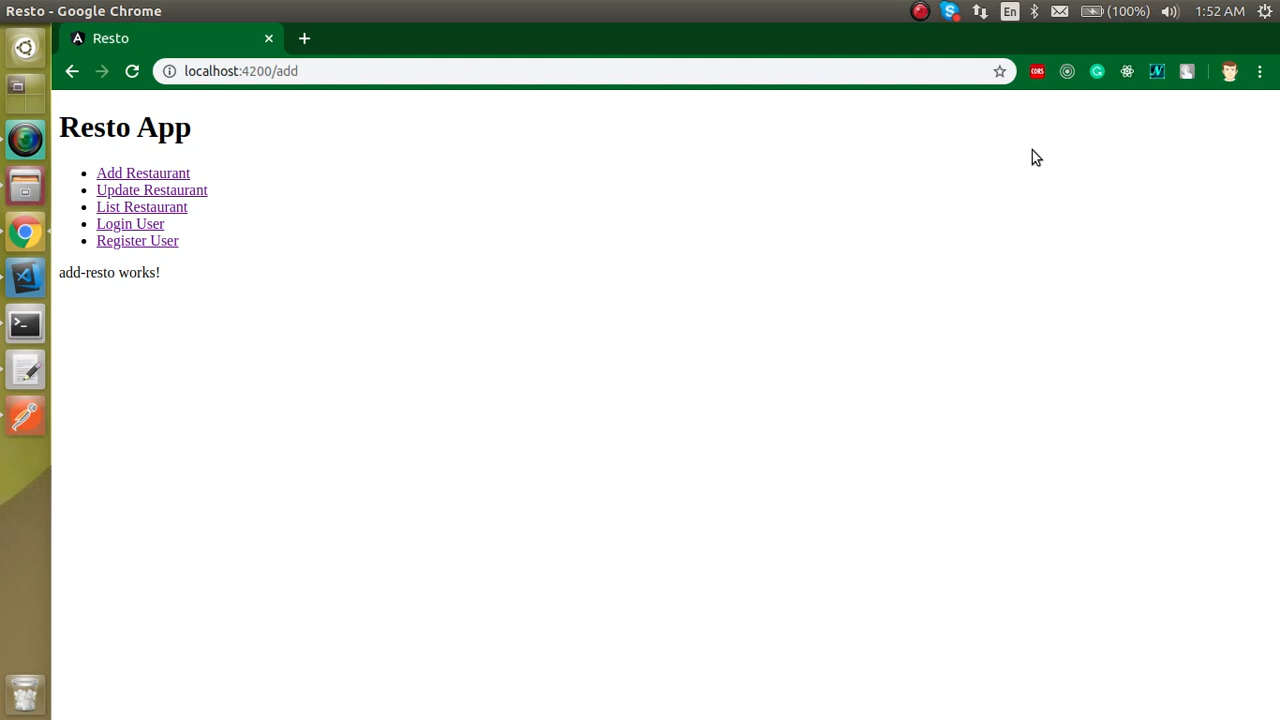 Resto - Google Chrome
En
(100%)
1:52 AM
Resto
localhost:4200/add
CORS
Resto App
Add Restaurant
Update Restaurant
List Restaurant
Login User
Register User
add-resto works!